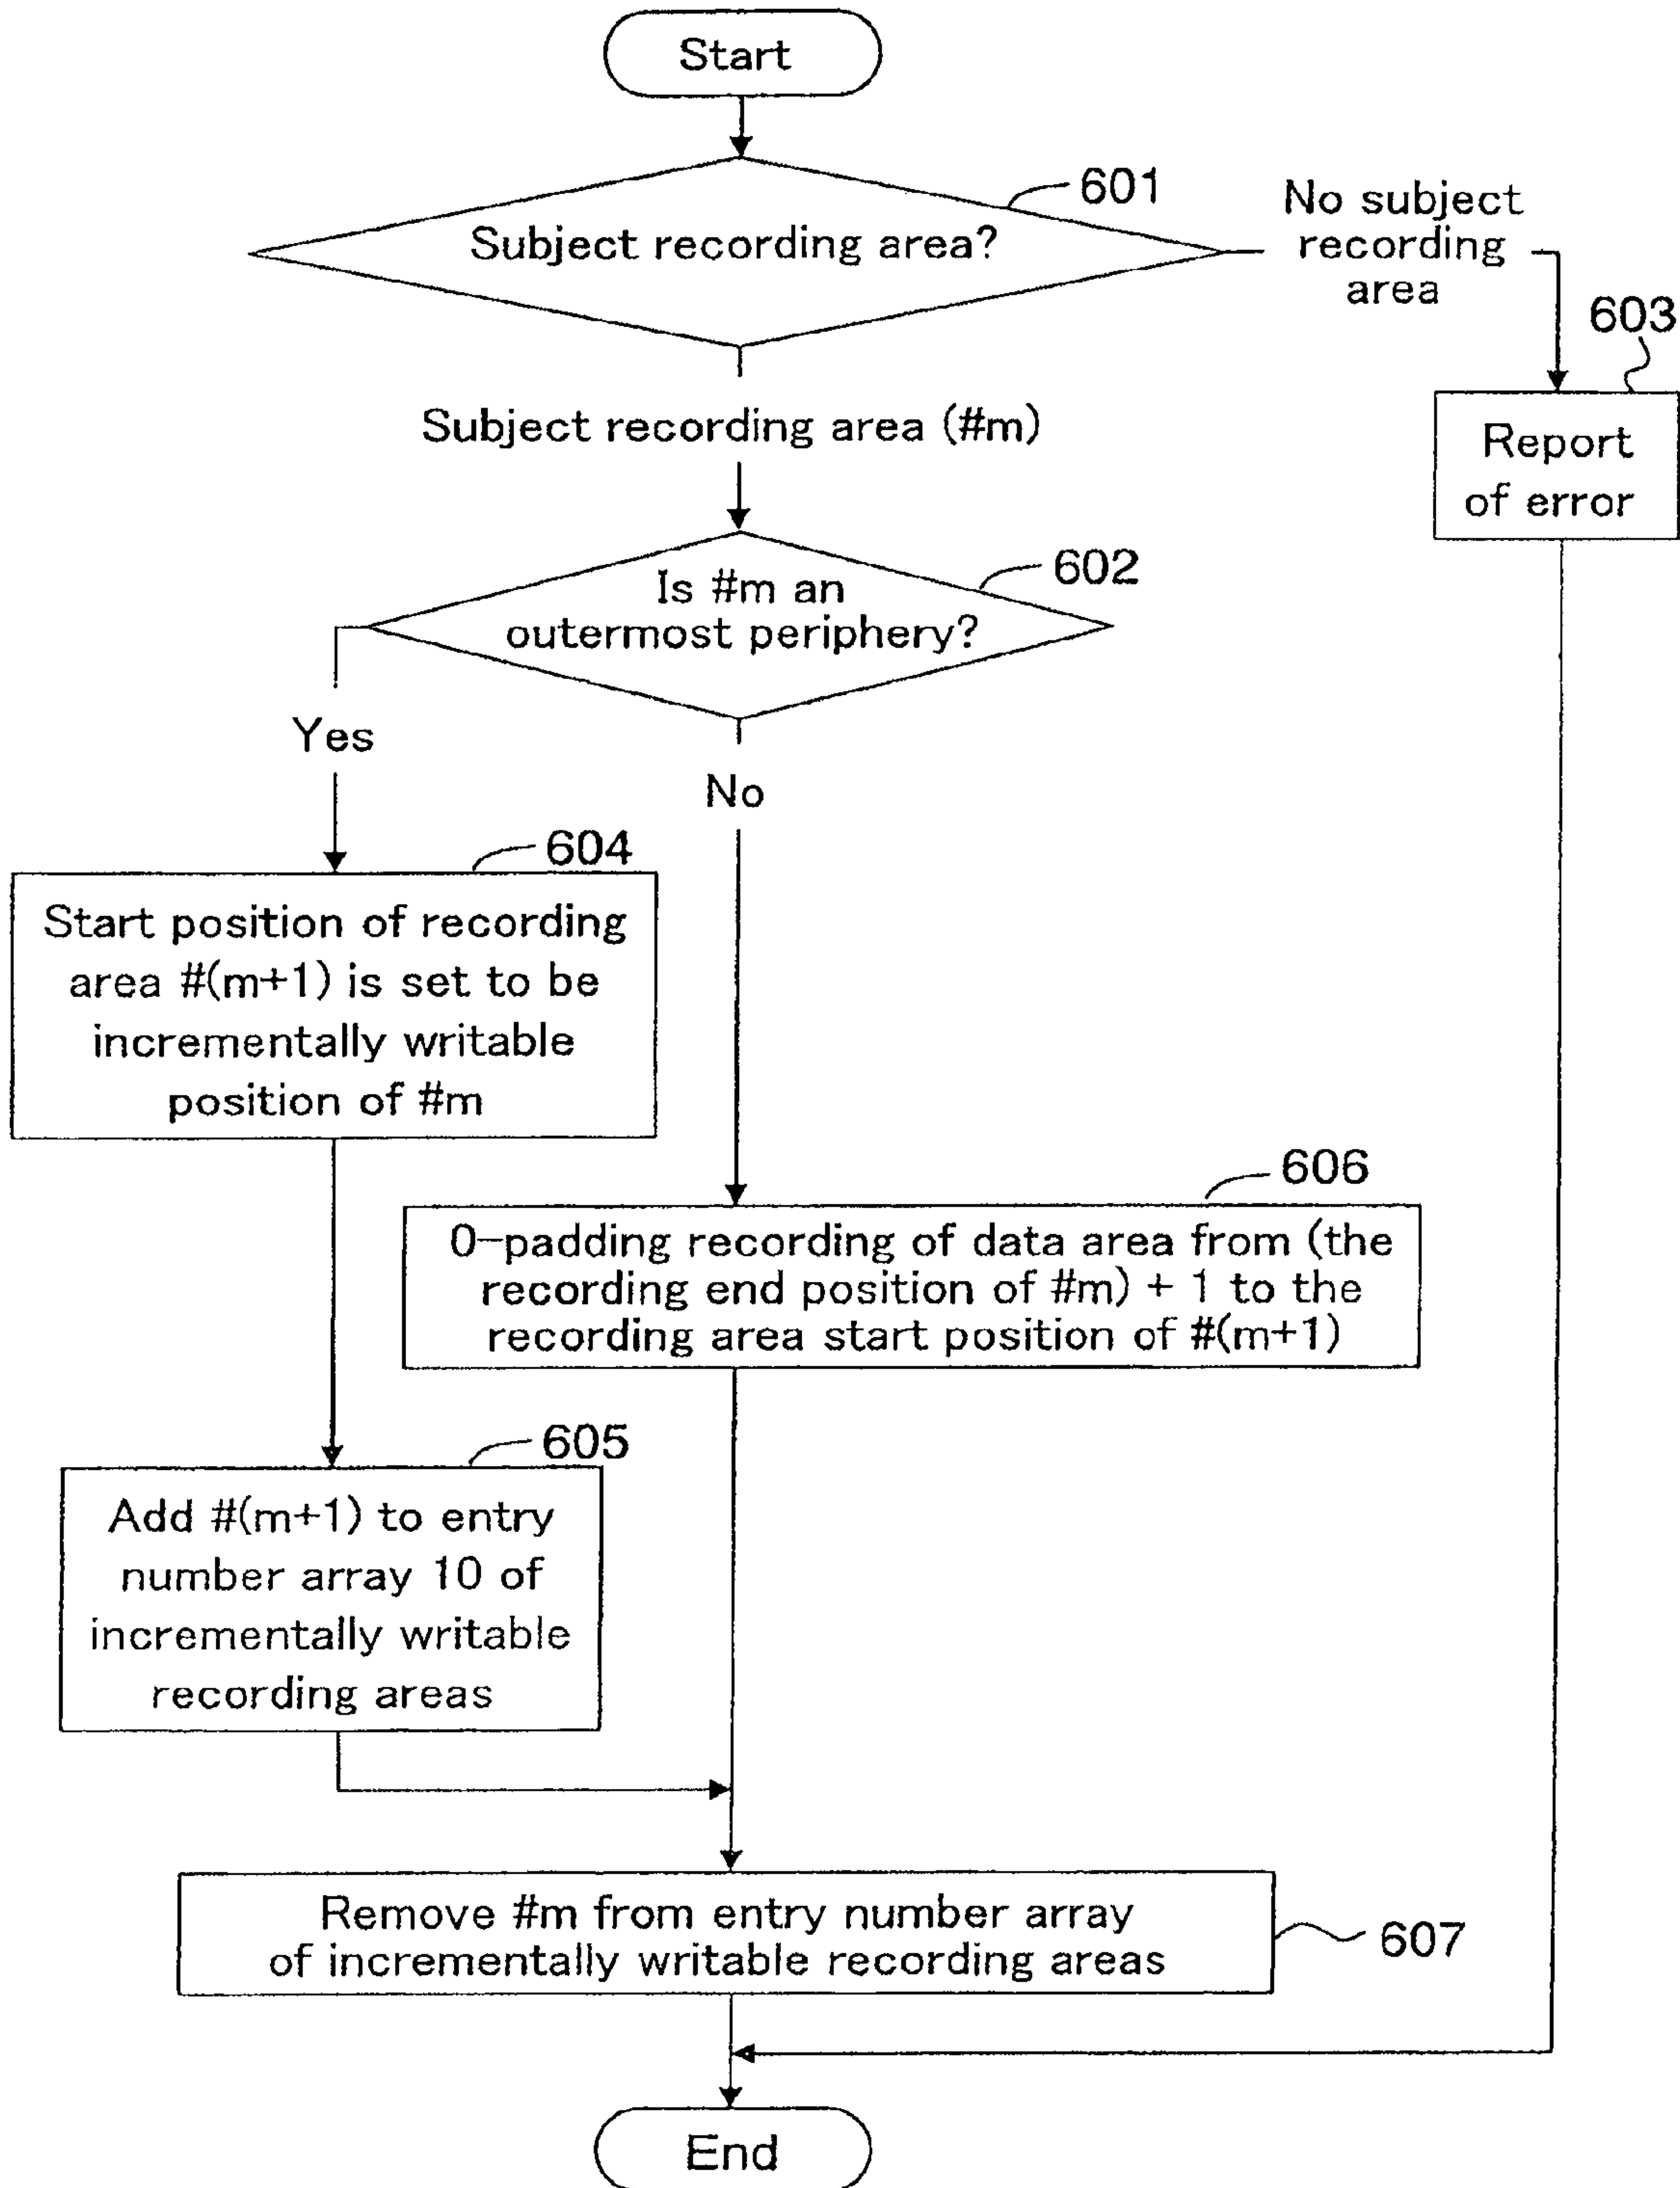 Start
601
Subject recording area?
No subject
recording
area
603
Report
of error
Subject recording area (#m)
602
Is #m an
outermost periphery?
Yes
No
604
Start position of recording
area #(m+1) is set to be
incrementally writable
position of #m
606
0-padding recording of data area from (the
recording end position of #m) + 1 to the
recording area start position of #(m+1)
605
Add #(m+1) to entry
number array 10 of
incrementally writable
recording areas
Remove #m from entry number array
of incrementally writable recording areas
607
End